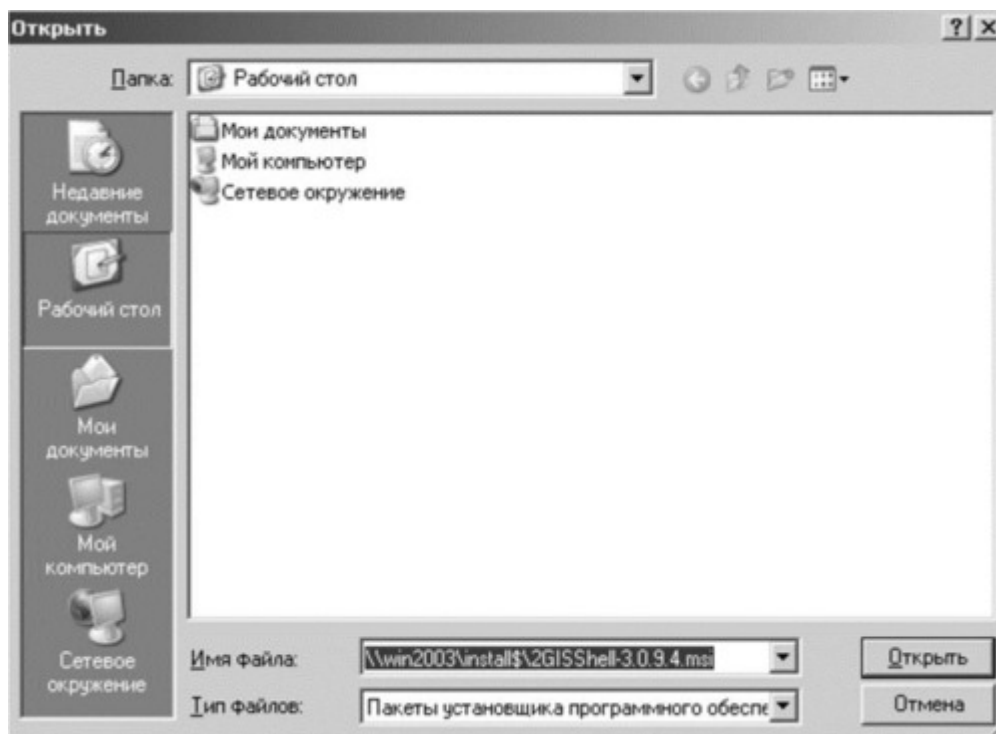 Открыть
Папка: Рабочий стол
Недавние
документы
Рабочий стол
Мои
документы
Мой
компьютер
Сетевое
окружение
Мои документы
Мой компьютер
Сетевое окружение
Имя файла: \\win2003\install$\2GISShell-3.0.9.4.msi Открыть
Тип файлов: Пакеты установщика программного обеспе Отмена